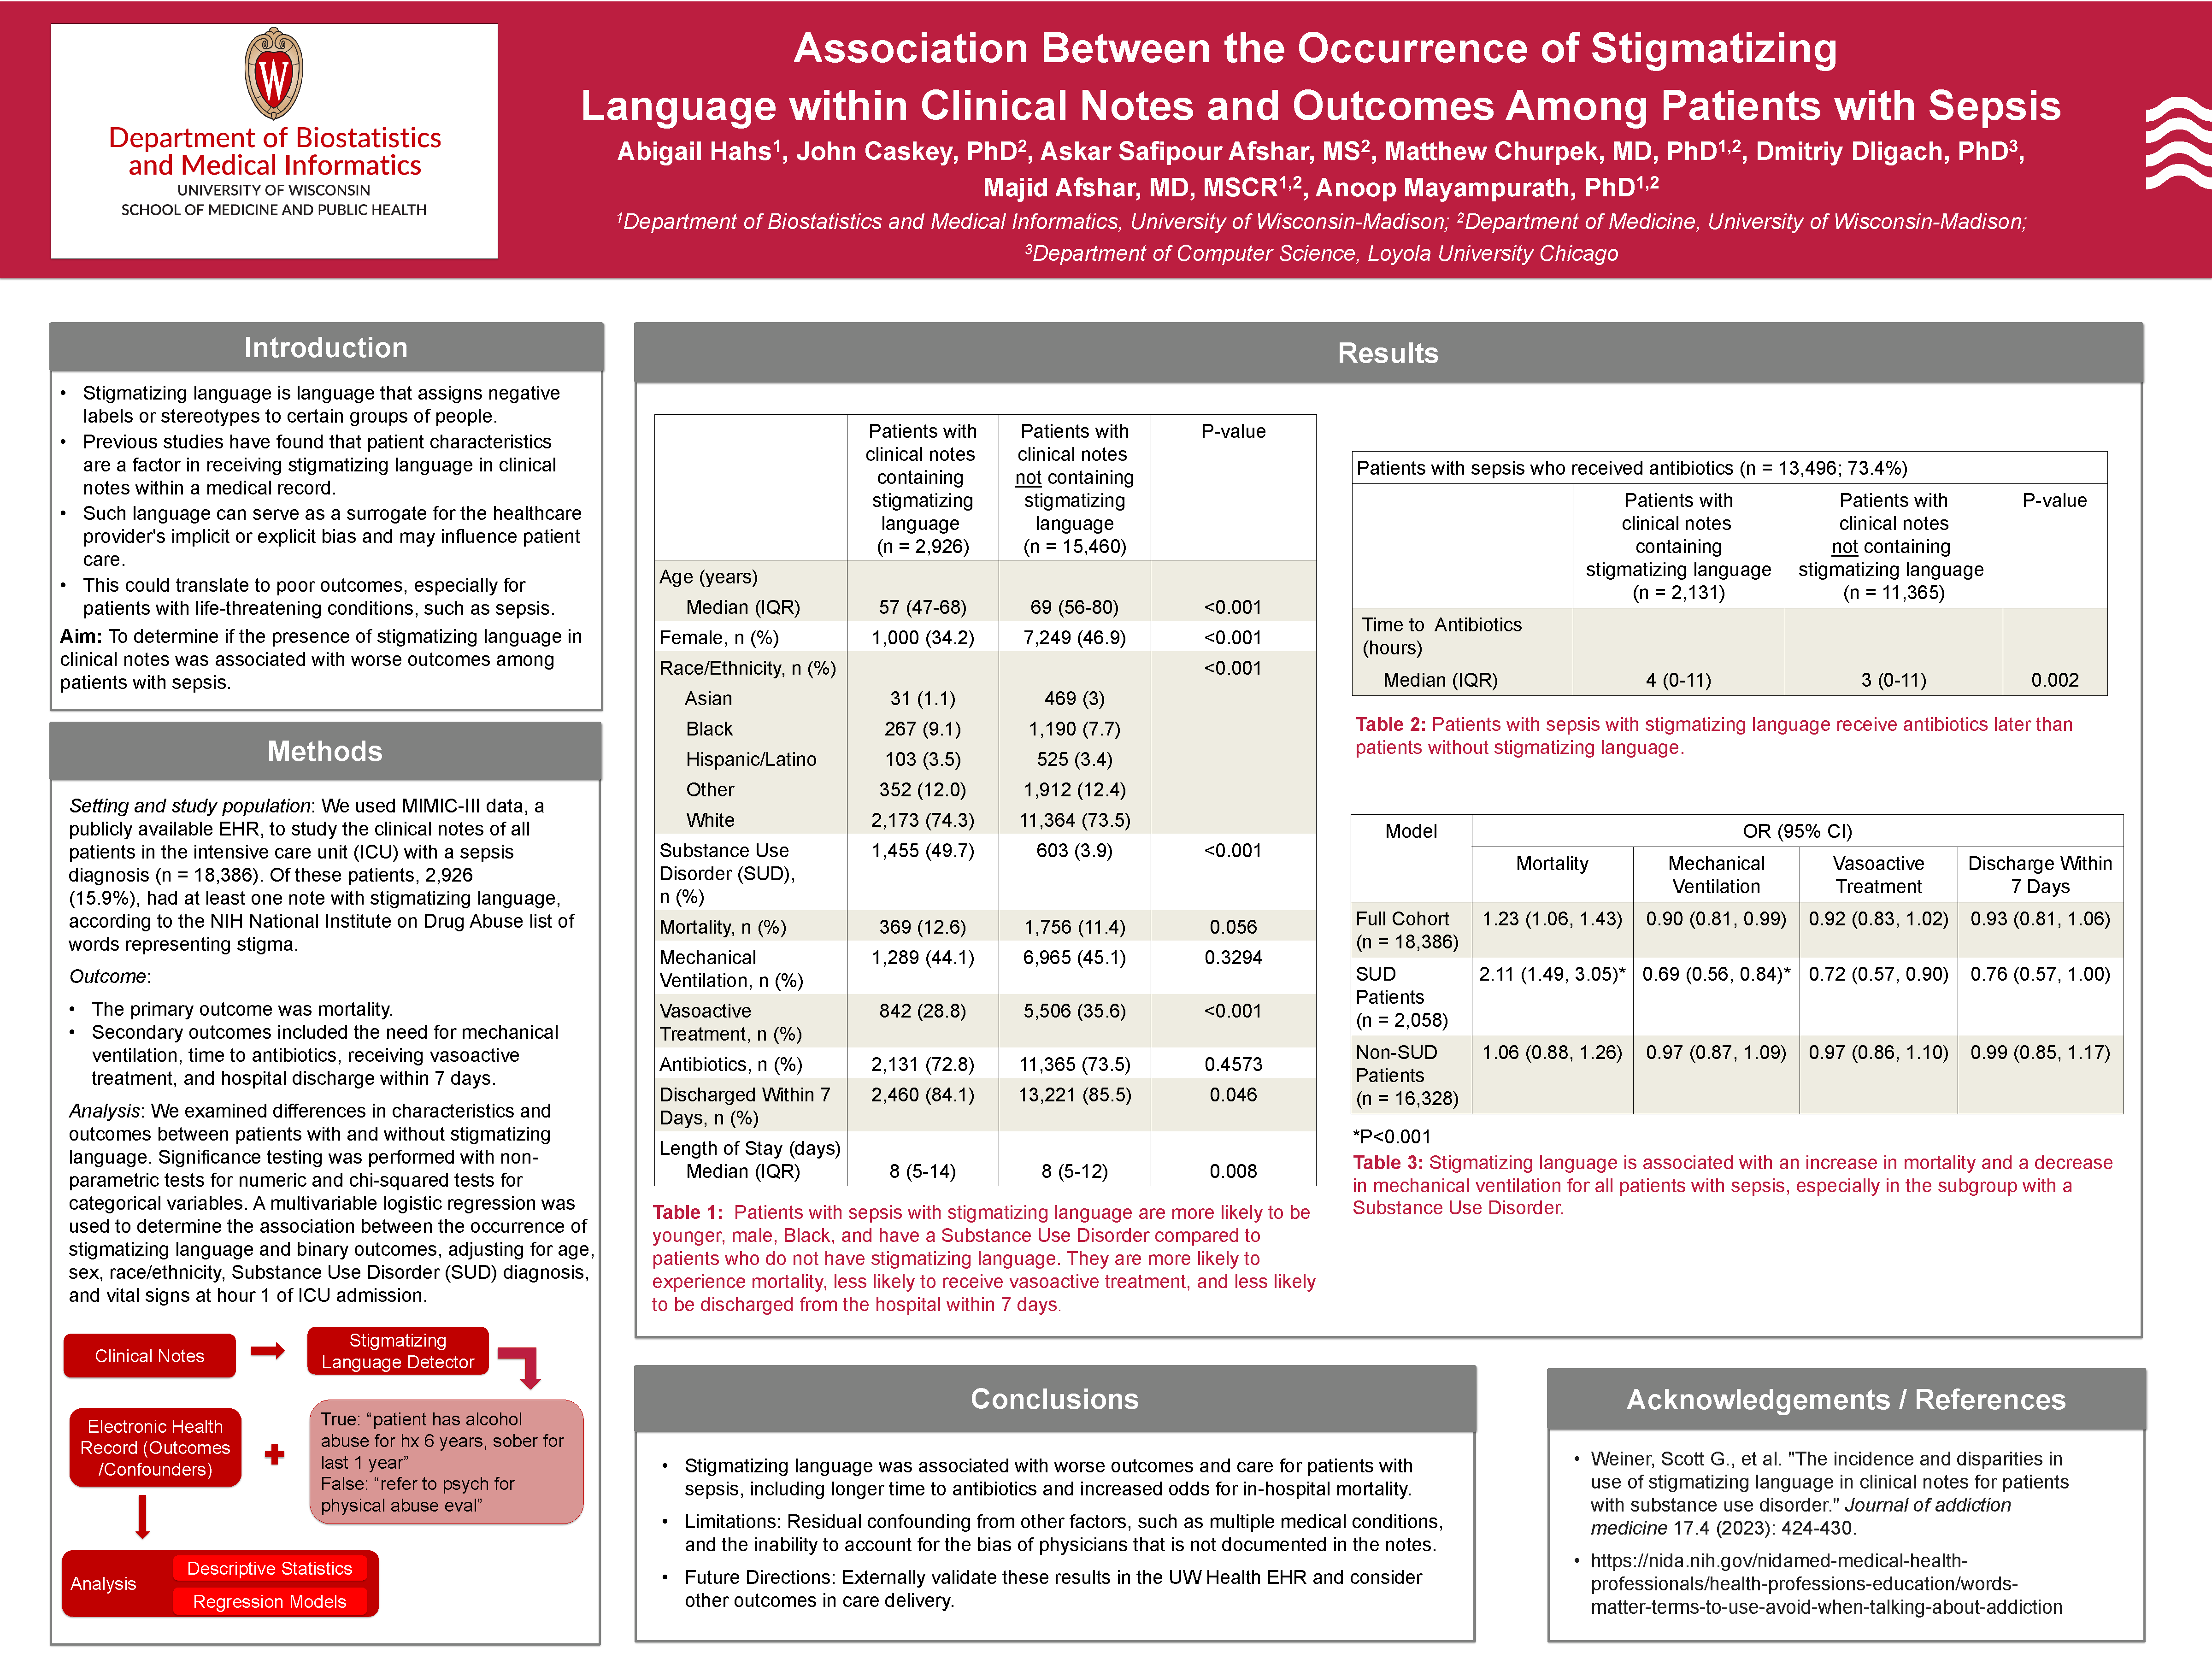 W
Department of Biostatistics
and Medical Informatics
UNIVERSITY OF WISCONSIN
SCHOOL OF MEDICINE AND PUBLIC HEALTH
Association Between the Occurrence of Stigmatizing
Language within Clinical Notes and Outcomes Among Patients with Sepsis
Abigail Hahs¹, John Caskey, PhD², Askar Safipour Afshar, MS², Matthew Churpek, MD, PhD¹,², Dmitriy Dligach, PhD³,
Majid Afshar, MD, MSCR¹,², Anoop Mayampurath, PhD¹,²
¹Department of Biostatistics and Medical Informatics, University of Wisconsin-Madison; ²Department of Medicine, University of Wisconsin-Madison;
³Department of Computer Science, Loyola University Chicago
Introduction
• Stigmatizing language is language that assigns negative
labels or stereotypes to certain groups of people.
• Previous studies have found that patient characteristics
are a factor in receiving stigmatizing language in clinical
notes within a medical record.
• Such language can serve as a surrogate for the healthcare
provider's implicit or explicit bias and may influence patient
care.
• This could translate to poor outcomes, especially for
patients with life-threatening conditions, such as sepsis.
Aim: To determine if the presence of stigmatizing language in
clinical notes was associated with worse outcomes among
patients with sepsis.
Methods
Setting and study population: We used MIMIC-III data, a
publicly available EHR, to study the clinical notes of all
patients in the intensive care unit (ICU) with a sepsis
diagnosis (n = 18,386). Of these patients, 2,926
(15.9%), had at least one note with stigmatizing language,
according to the NIH National Institute on Drug Abuse list of
words representing stigma.
Outcome:
• The primary outcome was mortality.
• Secondary outcomes included the need for mechanical
ventilation, time to antibiotics, receiving vasoactive
treatment, and hospital discharge within 7 days.
Analysis: We examined differences in characteristics and
outcomes between patients with and without stigmatizing
language. Significance testing was performed with non-
parametric tests for numeric and chi-squared tests for
categorical variables. A multivariable logistic regression was
used to determine the association between the occurrence of
stigmatizing language and binary outcomes, adjusting for age,
sex, race/ethnicity, Substance Use Disorder (SUD) diagnosis,
and vital signs at hour 1 of ICU admission.
Clinical Notes
Stigmatizing
Language Detector
Electronic Health
Record (Outcomes
/Confounders)
True: “patient has alcohol
abuse for hx 6 years, sober for
last 1 year”
False: “refer to psych for
physical abuse eval”
Analysis
Descriptive Statistics
Regression Models
Results
Patients with
clinical notes
containing
stigmatizing
language
(n = 2,926)
Patients with
clinical notes
not containing
stigmatizing
language
(n = 15,460)
P-value
Age (years)
Median (IQR) 57 (47-68) 69 (56-80) <0.001
Female, n (%) 1,000 (34.2) 7,249 (46.9) <0.001
Race/Ethnicity, n (%) <0.001
Asian 31 (1.1) 469 (3)
Black 267 (9.1) 1,190 (7.7)
Hispanic/Latino 103 (3.5) 525 (3.4)
Other 352 (12.0) 1,912 (12.4)
White 2,173 (74.3) 11,364 (73.5)
Substance Use 1,455 (49.7) 603 (3.9) <0.001
Disorder (SUD),
n (%)
Mortality, n (%) 369 (12.6) 1,756 (11.4) 0.056
Mechanical 1,289 (44.1) 6,965 (45.1) 0.3294
Ventilation, n (%)
Vasoactive 842 (28.8) 5,506 (35.6) <0.001
Treatment, n (%)
Antibiotics, n (%) 2,131 (72.8) 11,365 (73.5) 0.4573
Discharged Within 7 2,460 (84.1) 13,221 (85.5) 0.046
Days, n (%)
Length of Stay (days)
Median (IQR) 8 (5-14) 8 (5-12) 0.008
Table 1: Patients with sepsis with stigmatizing language are more likely to be
younger, male, Black, and have a Substance Use Disorder compared to
patients who do not have stigmatizing language. They are more likely to
experience mortality, less likely to receive vasoactive treatment, and less likely
to be discharged from the hospital within 7 days.
Patients with sepsis who received antibiotics (n = 13,496; 73.4%)
Patients with
clinical notes
containing
stigmatizing language
(n = 2,131)
Patients with
clinical notes
not containing
stigmatizing language
(n = 11,365)
P-value
Time to Antibiotics
(hours)
Median (IQR) 4 (0-11) 3 (0-11) 0.002
Table 2: Patients with sepsis with stigmatizing language receive antibiotics later than
patients without stigmatizing language.
Model OR (95% CI)
Mortality
Mechanical
Ventilation
Vasoactive
Treatment
Discharge Within
7 Days
Full Cohort 1.23 (1.06, 1.43) 0.90 (0.81, 0.99) 0.92 (0.83, 1.02) 0.93 (0.81, 1.06)
(n = 18,386)
SUD 2.11 (1.49, 3.05)* 0.69 (0.56, 0.84)* 0.72 (0.57, 0.90) 0.76 (0.57, 1.00)
Patients
(n = 2,058)
Non-SUD 1.06 (0.88, 1.26) 0.97 (0.87, 1.09) 0.97 (0.86, 1.10) 0.99 (0.85, 1.17)
Patients
(n = 16,328)
*P<0.001
Table 3: Stigmatizing language is associated with an increase in mortality and a decrease
in mechanical ventilation for all patients with sepsis, especially in the subgroup with a
Substance Use Disorder.
Conclusions
• Stigmatizing language was associated with worse outcomes and care for patients with
sepsis, including longer time to antibiotics and increased odds for in-hospital mortality.
• Limitations: Residual confounding from other factors, such as multiple medical conditions,
and the inability to account for the bias of physicians that is not documented in the notes.
• Future Directions: Externally validate these results in the UW Health EHR and consider
other outcomes in care delivery.
Acknowledgements / References
• Weiner, Scott G., et al. "The incidence and disparities in
use of stigmatizing language in clinical notes for patients
with substance use disorder." Journal of addiction
medicine 17.4 (2023): 424-430.
• https://nida.nih.gov/nidamed-medical-health-
professionals/health-professions-education/words-
matter-terms-to-use-avoid-when-talking-about-addiction